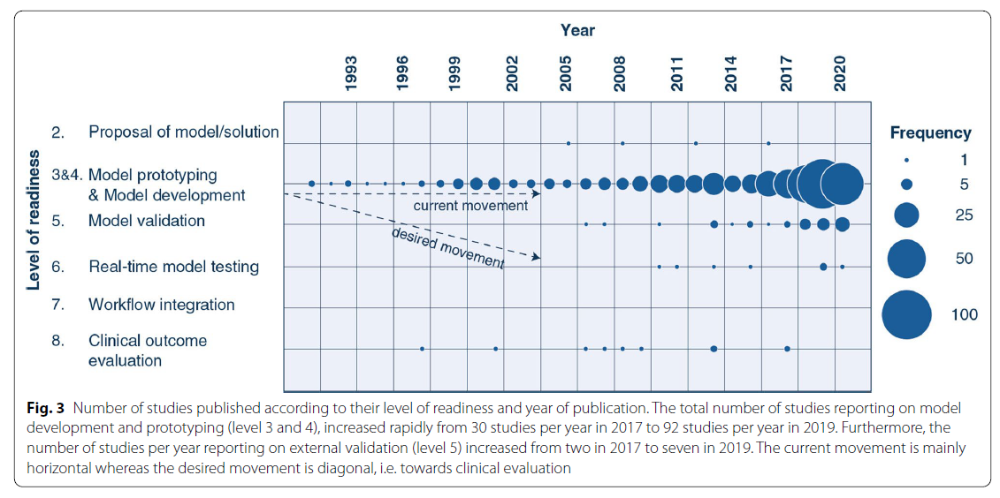 Year
1993 1996 1999 2002 2005 2008 2011 2014 2017 2020
Level of readiness
2. Proposal of model/solution
3&4. Model prototyping
& Model development
5. Model validation
6. Real-time model testing
7. Workflow integration
8. Clinical outcome
evaluation
current movement
desired movement
Frequency
1
5
25
50
100
Fig. 3 Number of studies published according to their level of readiness and year of publication. The total number of studies reporting on model
development and prototyping (level 3 and 4), increased rapidly from 30 studies per year in 2017 to 92 studies per year in 2019. Furthermore, the
number of studies per year reporting on external validation (level 5) increased from two in 2017 to seven in 2019. The current movement is mainly
horizontal whereas the desired movement is diagonal, i.e. towards clinical evaluation